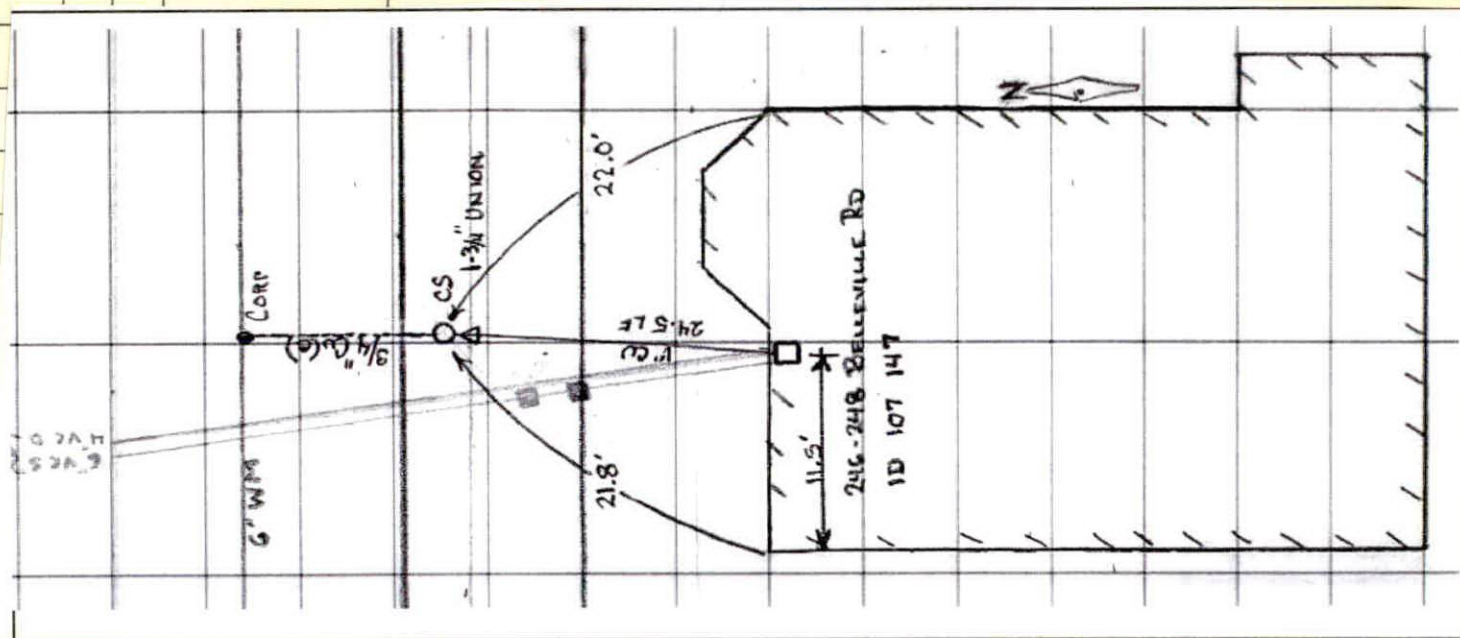 N
22.0'
1-3/4" UNION
CS
CORP
3/4" CU(e)
24.5 LF
1" CU
6" WM
21.8'
11.5'
246-248 BELLEVILLE RD
ID 107 147